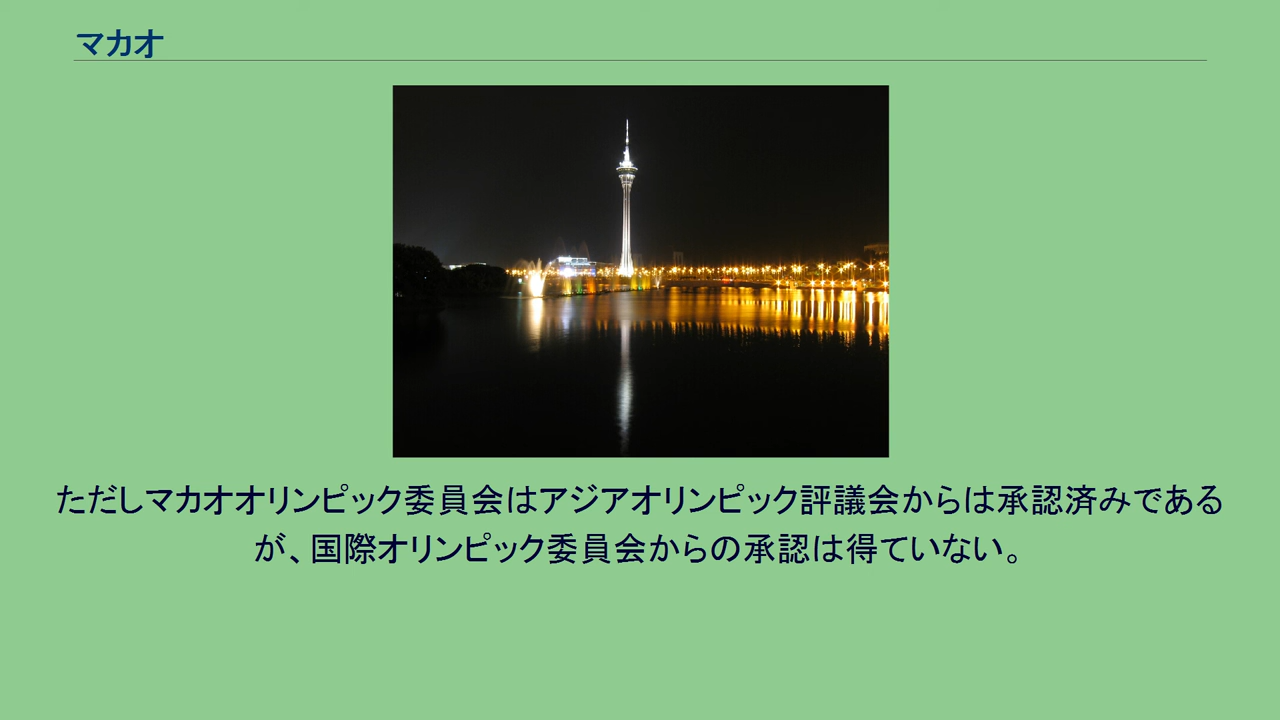 マカオ
ただしマカオオリンピック委員会はアジアオリンピック評議会からは承認済みである
が、国際オリンピック委員会からの承認は得ていない。